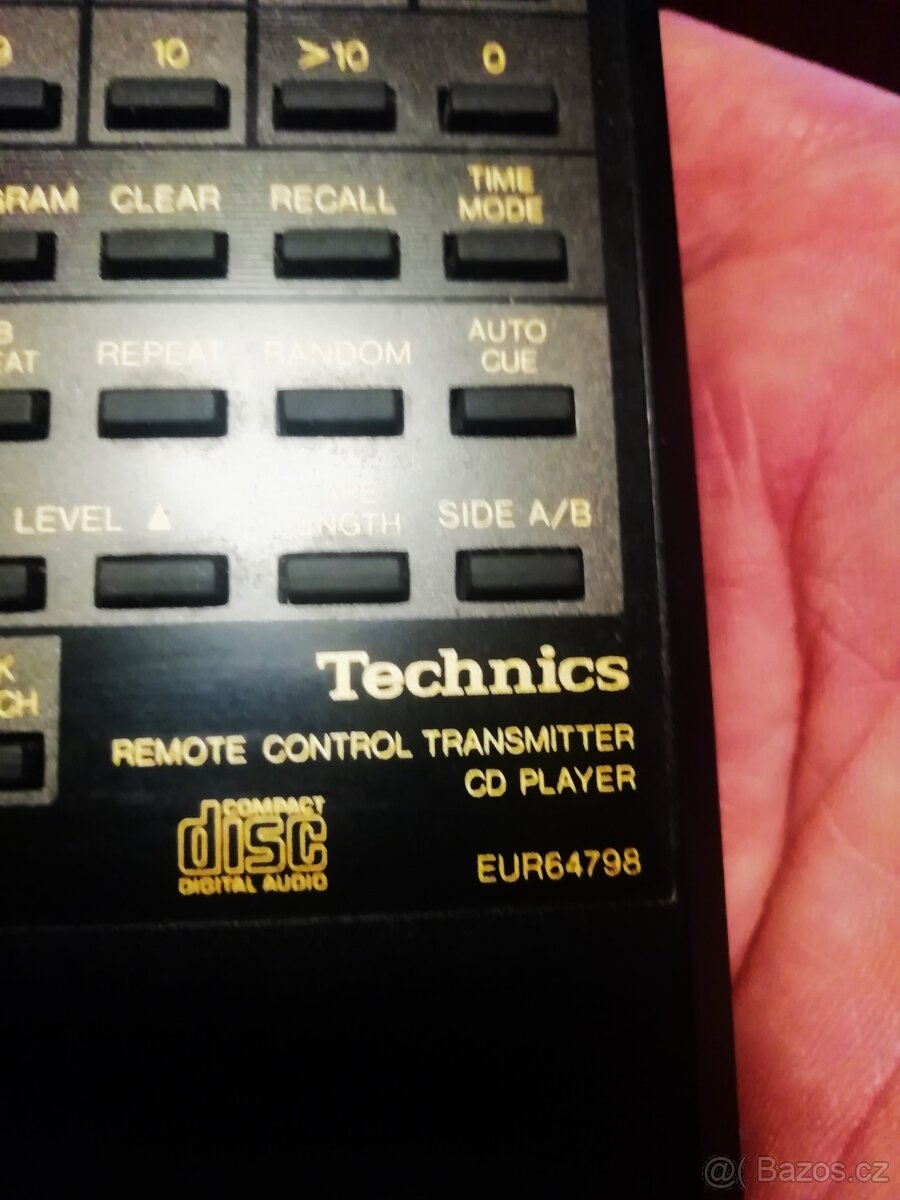 10 >10 0
CLEAR RECALL TIME
MODE
REPEAT RANDOM AUTO
CUE
LEVEL ▲ SIDE A/B
Technics
REMOTE CONTROL TRANSMITTER
CD PLAYER
COMPACT
disc
DIGITAL AUDIO
EUR64798
@( Bazos.cz